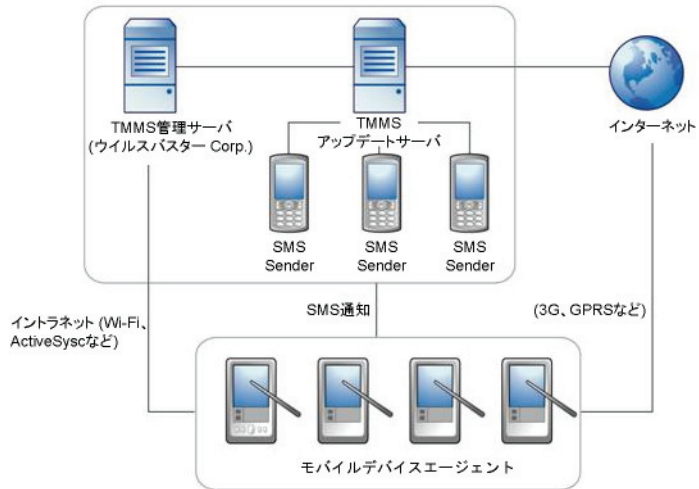 TMMS管理サーバ
(ウイルスバスター Corp.)
TMMS
アップデートサーバ
インターネット
SMS
Sender
SMS
Sender
SMS
Sender
イントラネット (Wi-Fi、
ActiveSyscなど)
SMS通知
(3G、GPRSなど)
モバイルデバイスエージェント